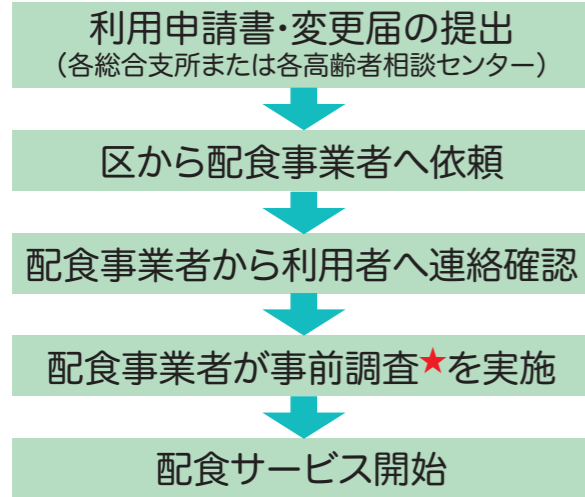 利用申請書・変更届の提出
（各総合支所または各高齢者相談センター）
区から配食事業者へ依頼
配食事業者から利用者へ連絡確認
配食事業者が事前調査★を実施
配食サービス開始